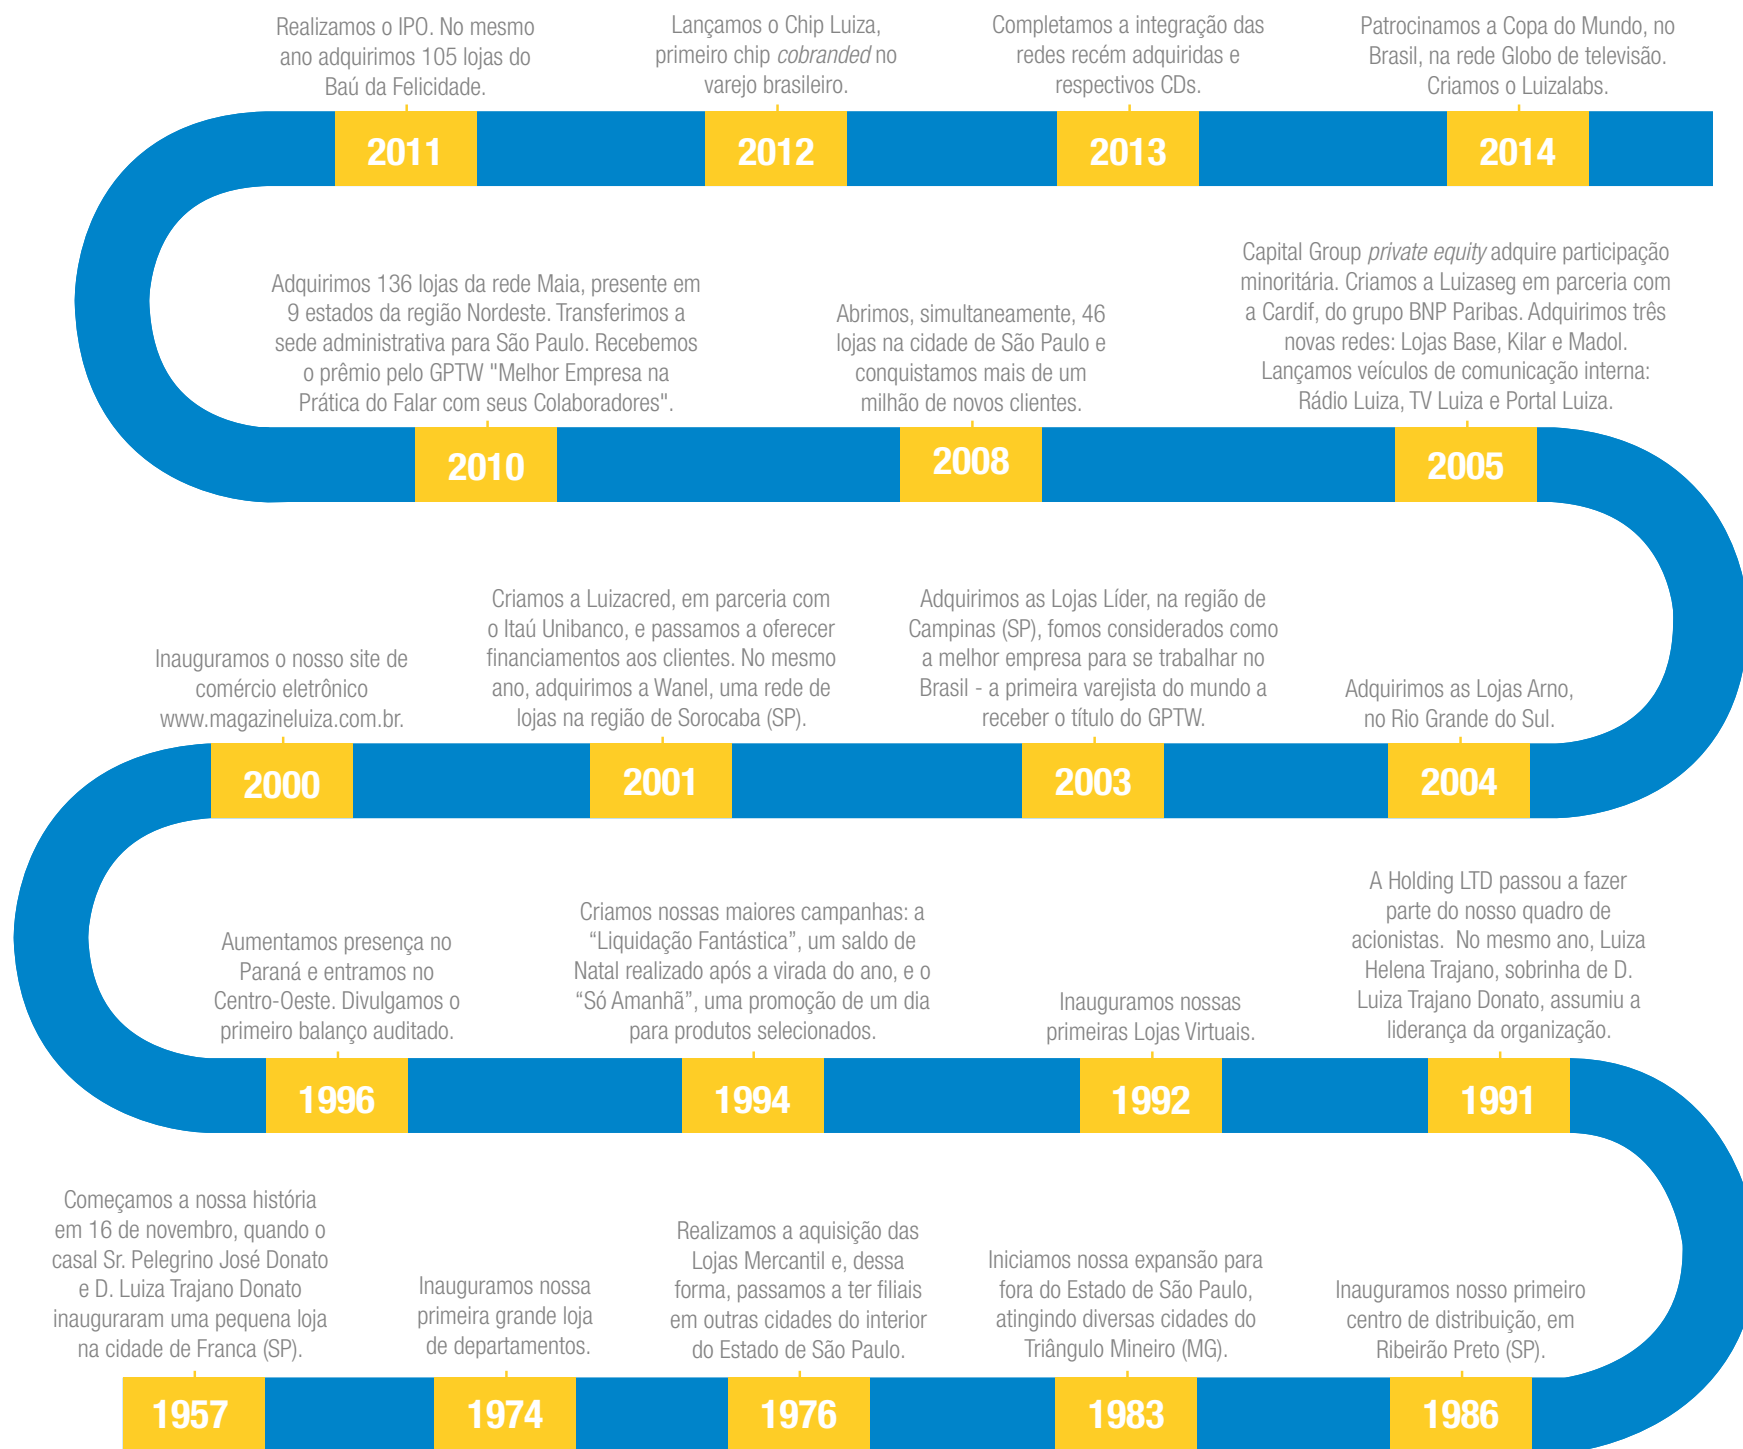 Realizamos o IPO. No mesmo
ano adquirimos 105 lojas do
Baú da Felicidade.
2011
Lançamos o Chip Luiza,
primeiro chip cobranded no
varejo brasileiro.
2012
Completamos a integração das
redes recém adquiridas e
respectivos CDs.
2013
Patrocinamos a Copa do Mundo, no
Brasil, na rede Globo de televisão.
Criamos o Luizalabs.
2014
Adquirimos 136 lojas da rede Maia, presente em
9 estados da região Nordeste. Transferimos a
sede administrativa para São Paulo. Recebemos
o prêmio pelo GPTW "Melhor Empresa na
Prática do Falar com seus Colaboradores".
2010
Abrimos, simultaneamente, 46
lojas na cidade de São Paulo e
conquistamos mais de um
milhão de novos clientes.
2008
Capital Group private equity adquire participação
minoritária. Criamos a Luizaseg em parceria com
a Cardif, do grupo BNP Paribas. Adquirimos três
novas redes: Lojas Base, Kilar e Madol.
Lançamos veículos de comunicação interna:
Rádio Luiza, TV Luiza e Portal Luiza.
2005
Inauguramos o nosso site de
comércio eletrônico
www.magazineluiza.com.br.
2000
Criamos a Luizacred, em parceria com
o Itaú Unibanco, e passamos a oferecer
financiamentos aos clientes. No mesmo
ano, adquirimos a Wanel, uma rede de
lojas na região de Sorocaba (SP).
2001
Adquirimos as Lojas Líder, na região de
Campinas (SP), fomos considerados como
a melhor empresa para se trabalhar no
Brasil - a primeira varejista do mundo a
receber o título do GPTW.
2003
Adquirimos as Lojas Arno,
no Rio Grande do Sul.
2004
Aumentamos presença no
Paraná e entramos no
Centro-Oeste. Divulgamos o
primeiro balanço auditado.
1996
Criamos nossas maiores campanhas: a
“Liquidação Fantástica”, um saldo de
Natal realizado após a virada do ano, e o
“Só Amanhã”, uma promoção de um dia
para produtos selecionados.
1994
Inauguramos nossas
primeiras Lojas Virtuais.
1992
A Holding LTD passou a fazer
parte do nosso quadro de
acionistas. No mesmo ano, Luiza
Helena Trajano, sobrinha de D.
Luiza Trajano Donato, assumiu a
liderança da organização.
1991
Começamos a nossa história
em 16 de novembro, quando o
casal Sr. Pelegrino José Donato
e D. Luiza Trajano Donato
inauguraram uma pequena loja
na cidade de Franca (SP).
1957
Inauguramos nossa
primeira grande loja
de departamentos.
1974
Realizamos a aquisição das
Lojas Mercantil e, dessa
forma, passamos a ter filiais
em outras cidades do interior
do Estado de São Paulo.
1976
Iniciamos nossa expansão para
fora do Estado de São Paulo,
atingindo diversas cidades do
Triângulo Mineiro (MG).
1983
Inauguramos nosso primeiro
centro de distribuição, em
Ribeirão Preto (SP).
1986